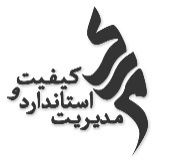 کیفیت
استاندارد و
مدیریت